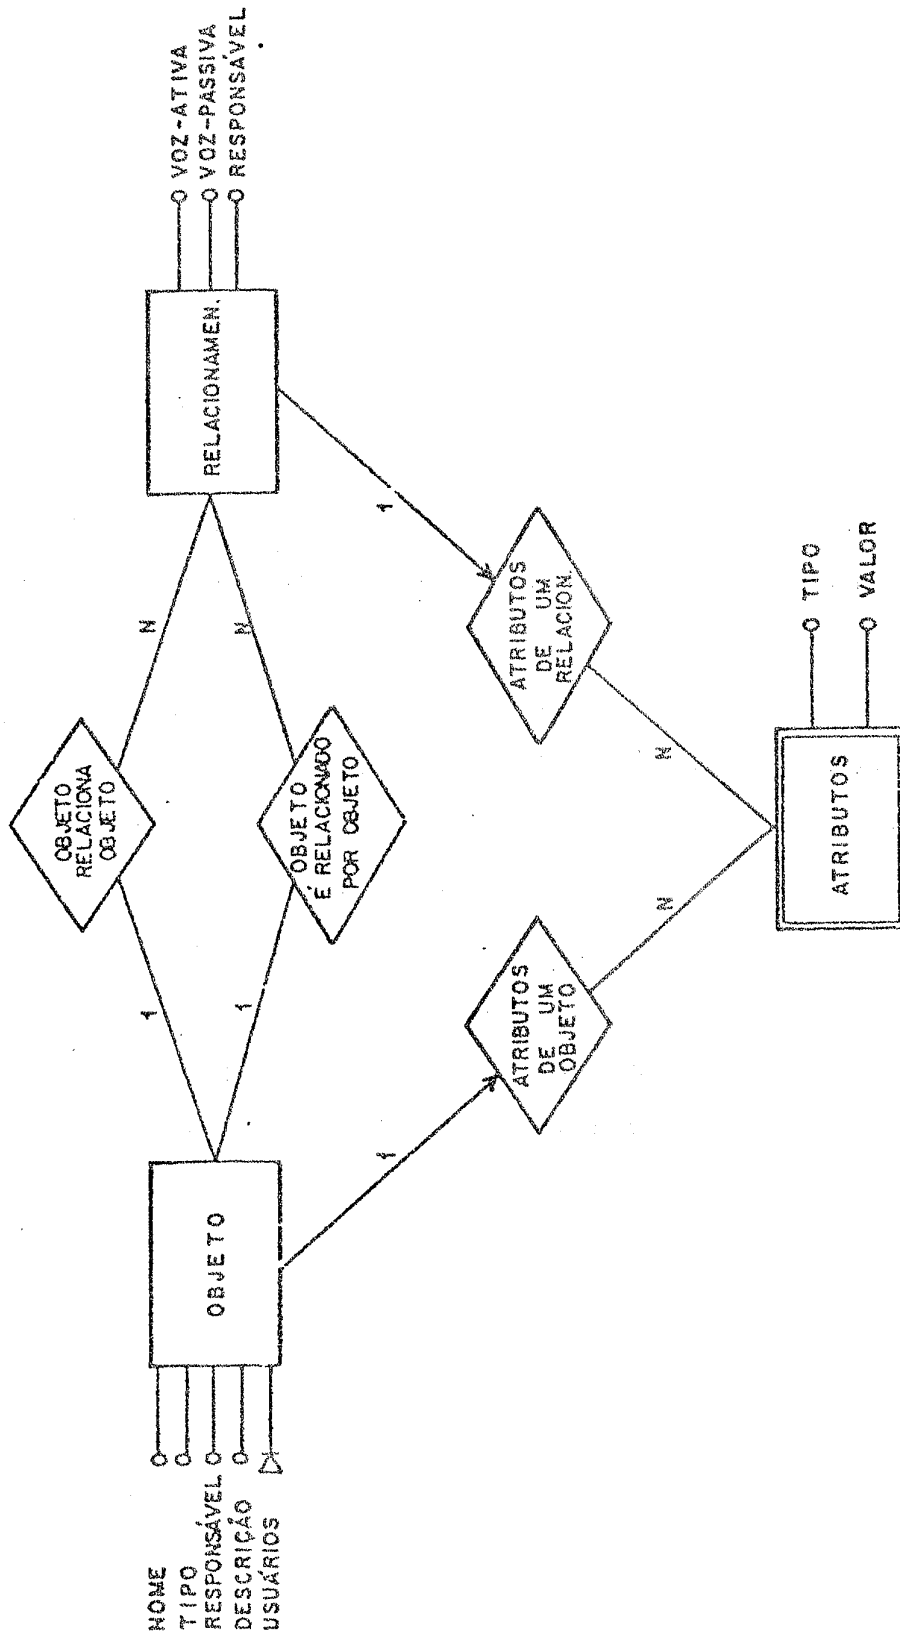 NOME
TIPO
RESPONSÁVEL
DESCRIÇÃO
USUÁRIOS
OBJETO
1
1
OBJETO
RELACIONA
OBJETO
OBJETO
É RELACIONADO
POR OBJETO
N
N
RELACIONAMEN.
VOZ-ATIVA
VOZ-PASSIVA
RESPONSÁVEL
1
ATRIBUTOS
DE UM
OBJETO
N
1
ATRIBUTOS
DE UM
RELACION.
N
ATRIBUTOS
TIPO
VALOR